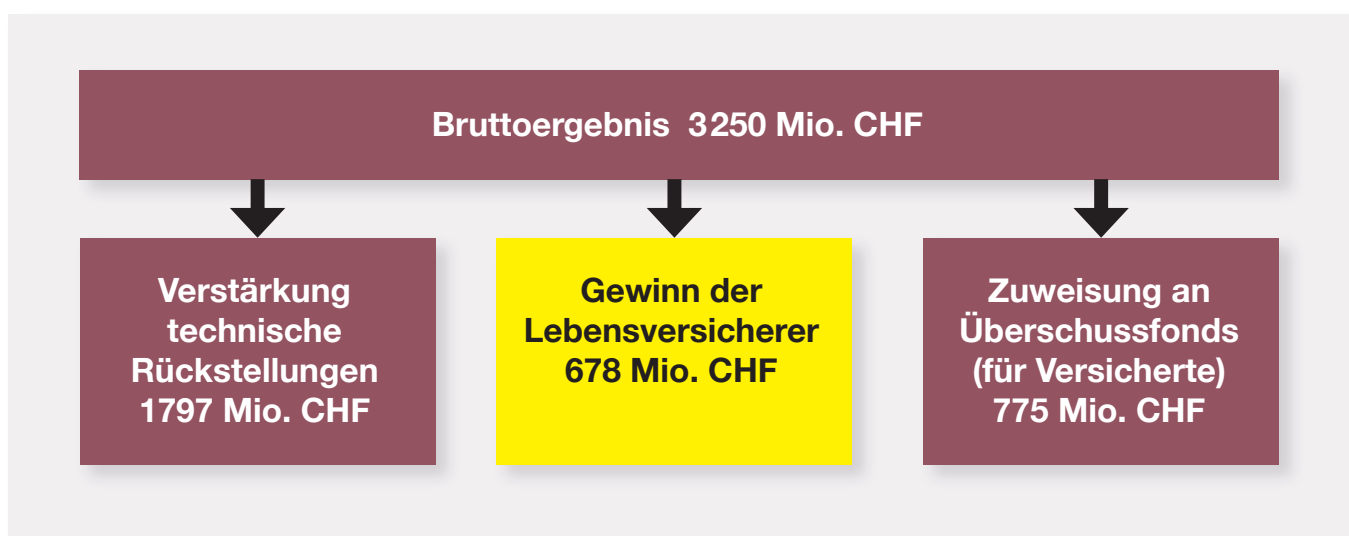 Bruttoergebnis 3250 Mio. CHF
Verstärkung
technische
Rückstellungen
1797 Mio. CHF
Gewinn der
Lebensversicherer
678 Mio. CHF
Zuweisung an
Überschussfonds
(für Versicherte)
775 Mio. CHF